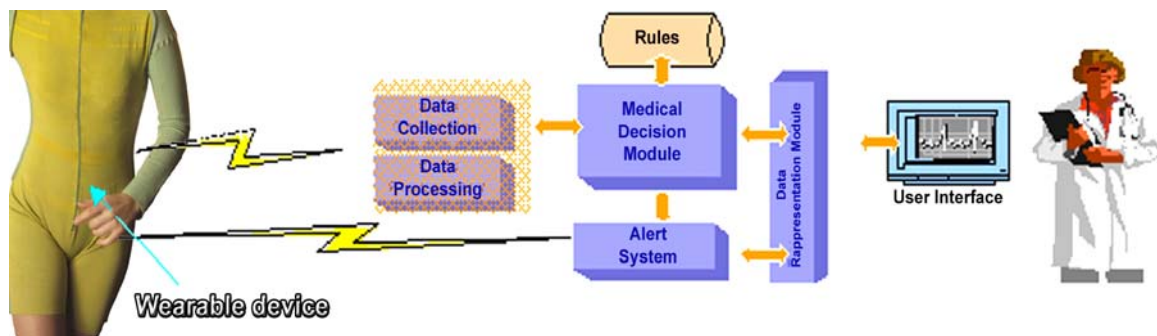 Rules
Data
Collection
Data
Processing
Medical
Decision
Module
Alert
System
Data
Rappresentation Module
User Interface
Wearable device